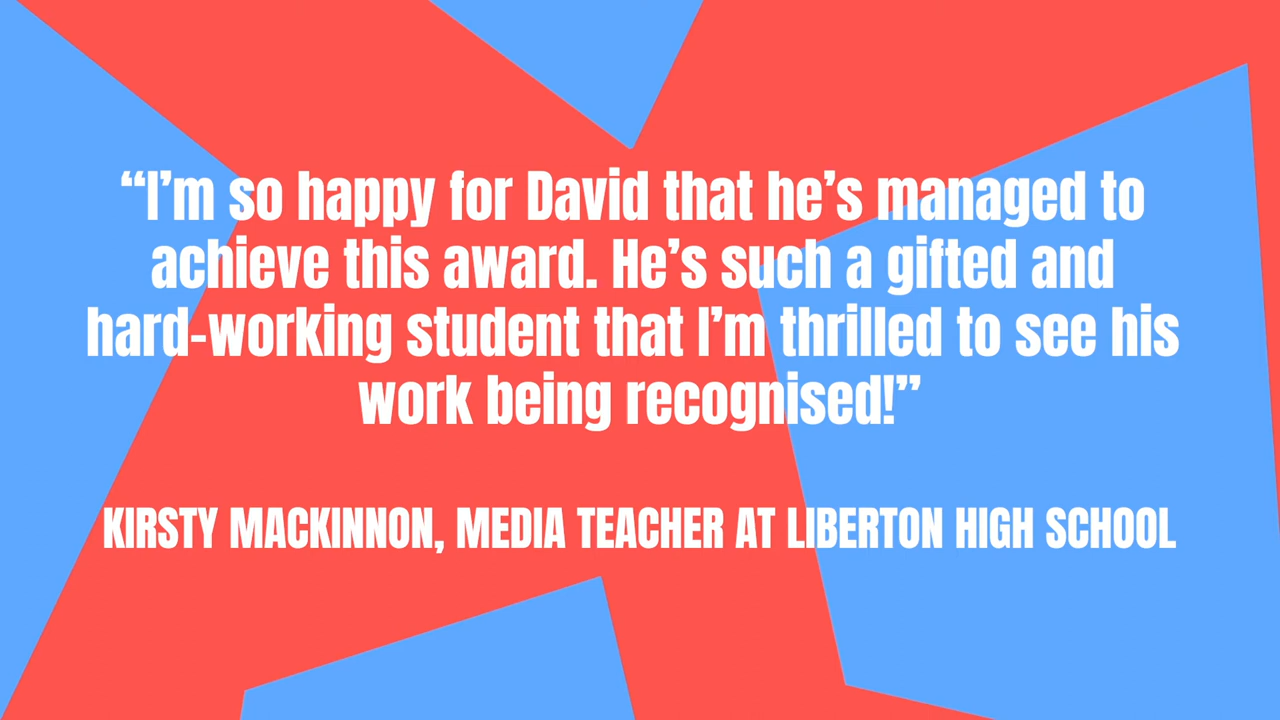 “I’m so happy for David that he’s managed to
achieve this award. He’s such a gifted and
hard-working student that I’m thrilled to see his
work being recognised!”
KIRSTY MACKINNON, MEDIA TEACHER AT LIBERTON HIGH SCHOOL